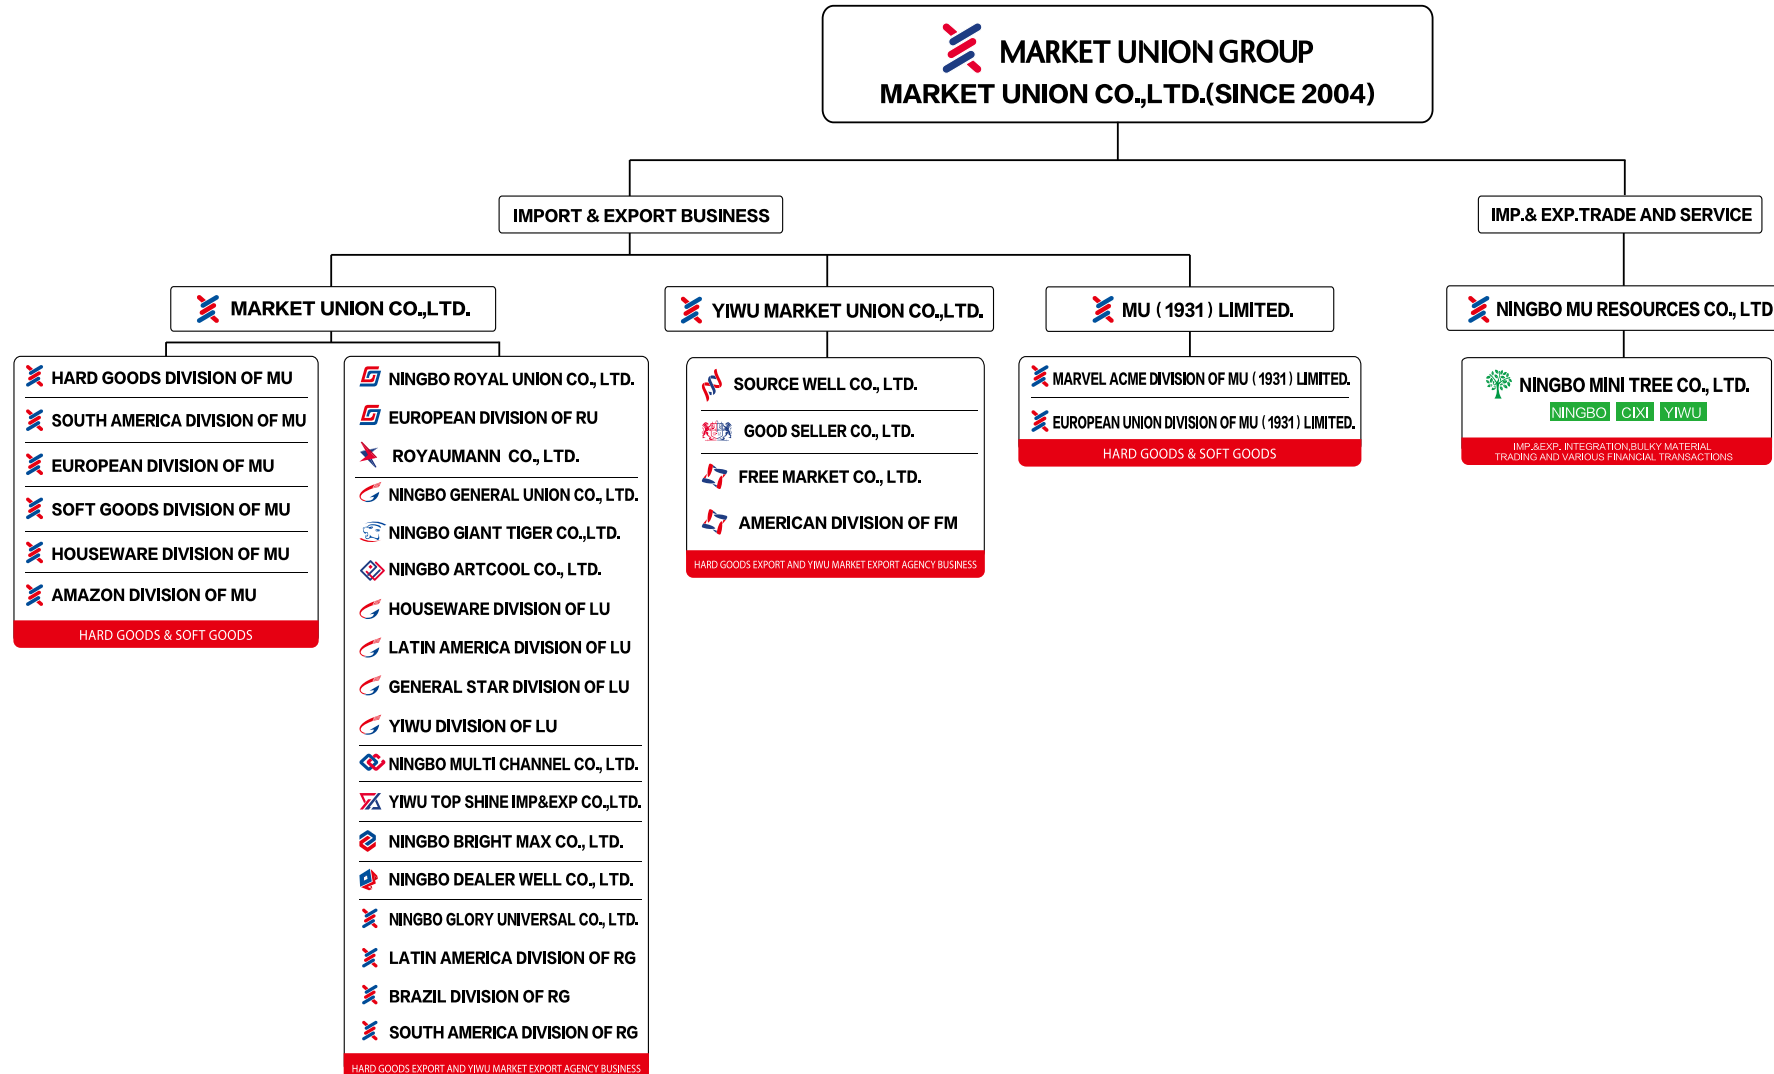 MARKET UNION GROUP
MARKET UNION CO.,LTD.(SINCE 2004)
IMPORT & EXPORT BUSINESS
IMP.& EXP.TRADE AND SERVICE
MARKET UNION CO.,LTD.
YIWU MARKET UNION CO.,LTD.
MU ( 1931 ) LIMITED.
NINGBO MU RESOURCES CO., LTD
HARD GOODS DIVISION OF MU
SOUTH AMERICA DIVISION OF MU
EUROPEAN DIVISION OF MU
SOFT GOODS DIVISION OF MU
HOUSEWARE DIVISION OF MU
AMAZON DIVISION OF MU
HARD GOODS & SOFT GOODS
NINGBO ROYAL UNION CO., LTD.
EUROPEAN DIVISION OF RU
ROYAUMANN CO., LTD.
NINGBO GENERAL UNION CO., LTD.
NINGBO GIANT TIGER CO.,LTD.
NINGBO ARTCOOL CO., LTD.
HOUSEWARE DIVISION OF LU
LATIN AMERICA DIVISION OF LU
GENERAL STAR DIVISION OF LU
YIWU DIVISION OF LU
NINGBO MULTI CHANNEL CO., LTD.
YIWU TOP SHINE IMP&EXP CO.,LTD.
NINGBO BRIGHT MAX CO., LTD.
NINGBO DEALER WELL CO., LTD.
NINGBO GLORY UNIVERSAL CO., LTD.
LATIN AMERICA DIVISION OF RG
BRAZIL DIVISION OF RG
SOUTH AMERICA DIVISION OF RG
HARD GOODS EXPORT AND YIWU MARKET EXPORT AGENCY BUSINESS
SOURCE WELL CO., LTD.
GOOD SELLER CO., LTD.
FREE MARKET CO., LTD.
AMERICAN DIVISION OF FM
HARD GOODS EXPORT AND YIWU MARKET EXPORT AGENCY BUSINESS
MARVEL ACME DIVISION OF MU ( 1931 ) LIMITED.
EUROPEAN UNION DIVISION OF MU ( 1931 ) LIMITED.
HARD GOODS & SOFT GOODS
NINGBO MINI TREE CO., LTD.
NINGBO CIXI YIWU
IMP.&EXP. INTEGRATION,BULKY MATERIAL
TRADING AND VARIOUS FINANCIAL TRANSACTIONS